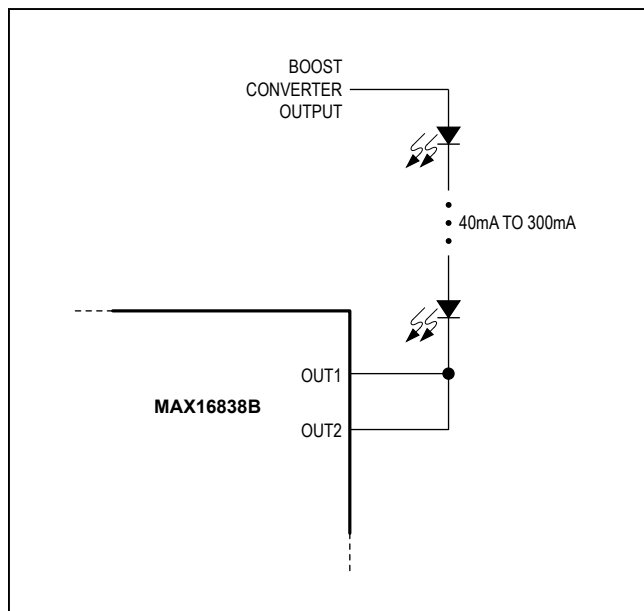 BOOST
CONVERTER
OUTPUT
40mA TO 300mA
OUT1
MAX16838B
OUT2